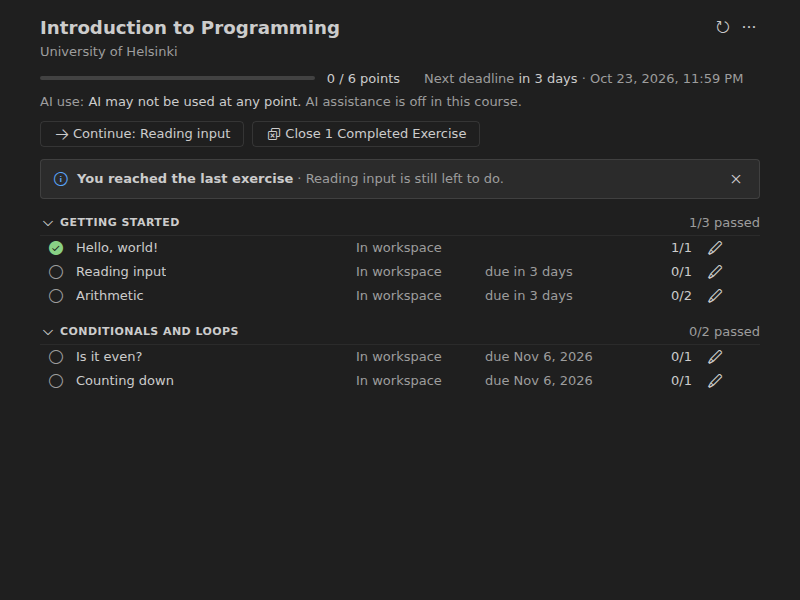 Introduction to Programming
University of Helsinki
0 / 6 points Next deadline in 3 days · Oct 23, 2026, 11:59 PM
AI use: AI may not be used at any point. AI assistance is off in this course.
Continue: Reading input Close 1 Completed Exercise
You reached the last exercise · Reading input is still left to do.
GETTING STARTED 1/3 passed
Hello, world! In workspace 1/1
Reading input In workspace due in 3 days 0/1
Arithmetic In workspace due in 3 days 0/2
CONDITIONALS AND LOOPS 0/2 passed
Is it even? In workspace due Nov 6, 2026 0/1
Counting down In workspace due Nov 6, 2026 0/1